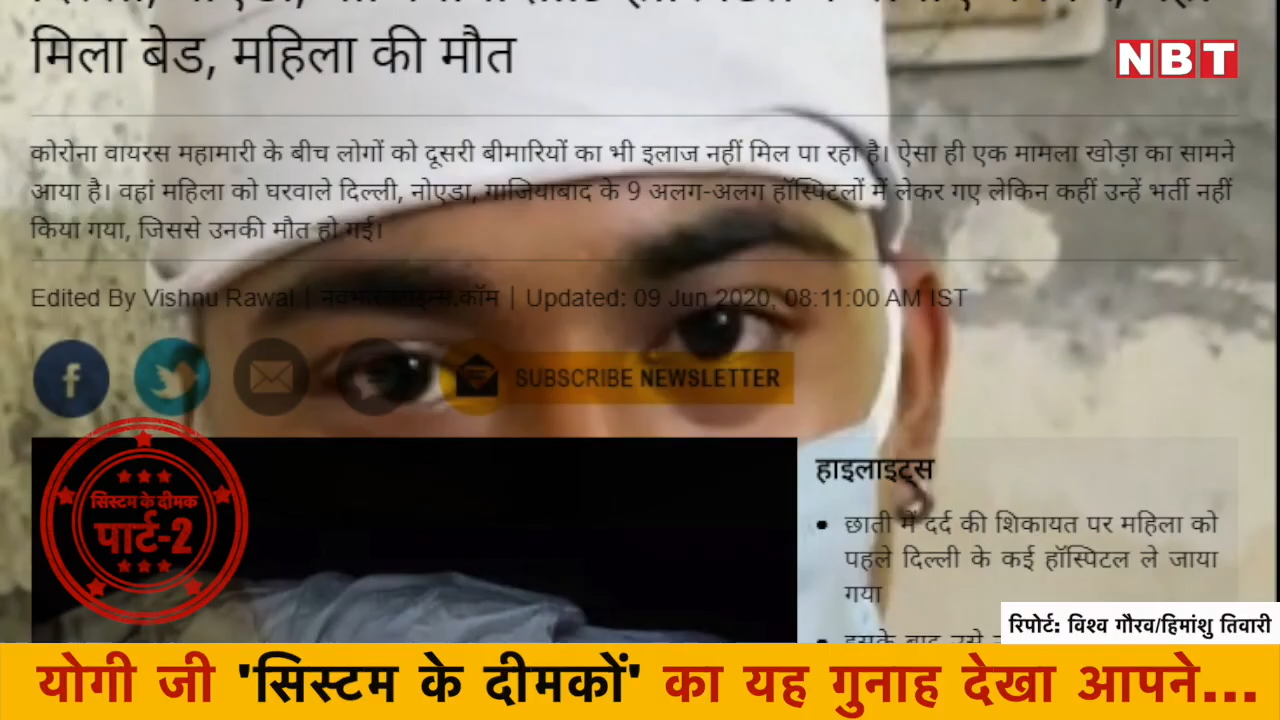 मिला बेड, महिला की मौत
NBT
कोरोना वायरस महामारी के बीच लोगों को दूसरी बीमारियों का भी इलाज नहीं मिल पा रहा है। ऐसा ही एक मामला खोड़ा का सामने
आया है। वहां महिला को घरवाले दिल्ली, नोएडा, गाजियाबाद के 9 अलग-अलग हॉस्पिटलों में लेकर गए लेकिन कहीं उन्हें भर्ती नहीं
किया गया, जिससे उनकी मौत हो गई।
Edited By Vishnu Rawal | नवभारतटाइम्स.कॉम | Updated: 09 Jun 2020, 08:11:00 AM IST
SUBSCRIBE NEWSLETTER
हाइलाइट्स
छाती में दर्द की शिकायत पर महिला को
पहले दिल्ली के कई हॉस्पिटल ले जाया
गया
सिस्टम के दीमक
पार्ट-2
रिपोर्ट: विश्व गौरव/हिमांशु तिवारी
योगी जी 'सिस्टम के दीमकों' का यह गुनाह देखा आपने...